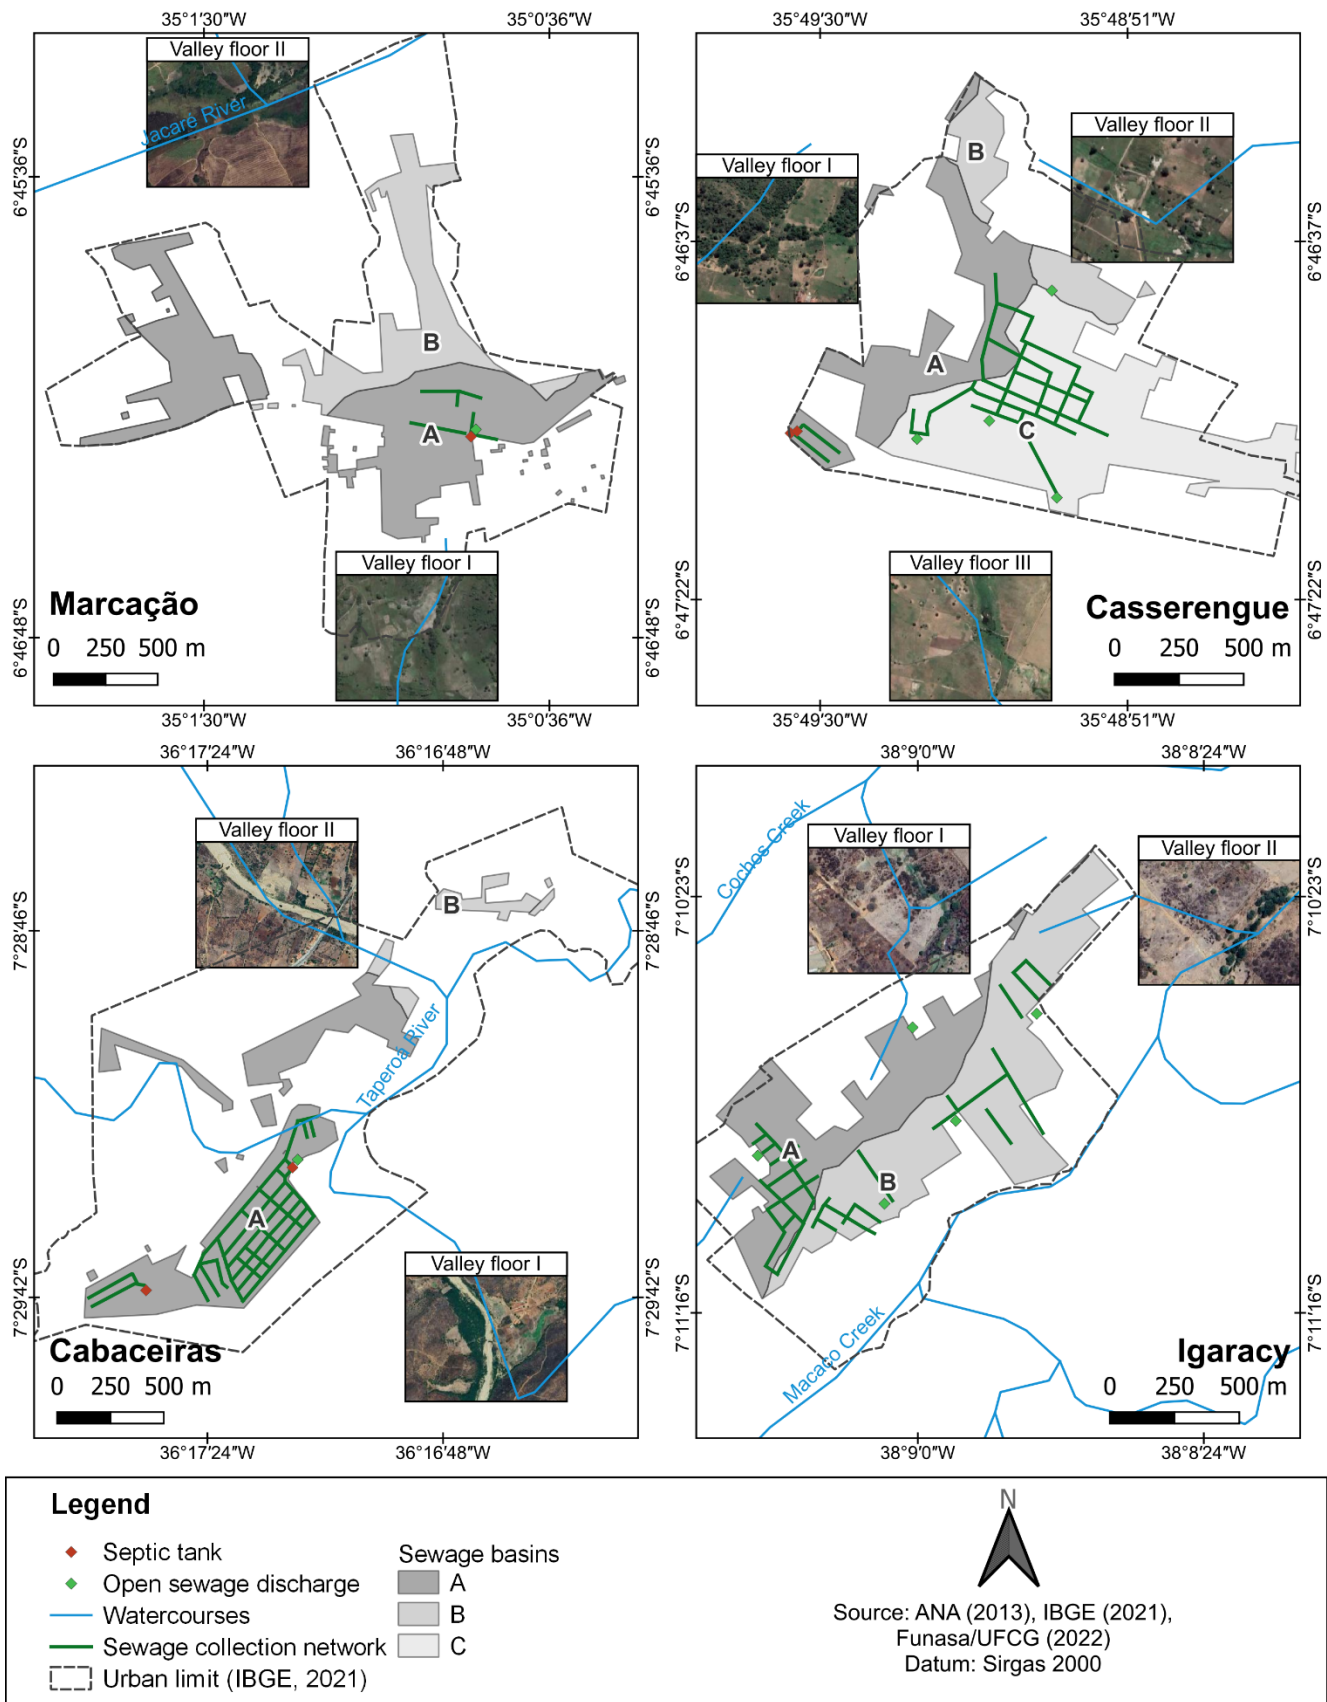 35°1'30"W
35°0'36"W
35°49'30"W
35°48'51"W
Valley floor II
Jacaré River
6°45'36"S
6°45'36"S
B
A
Valley floor I
Marcação
0 250 500 m
6°46'48"S
6°46'48"S
35°1'30"W
35°0'36"W
Valley floor II
Valley floor I
B
6°46'37"S
6°46'37"S
A
C
Valley floor III
Casserengue
0 250 500 m
6°47'22"S
6°47'22"S
35°49'30"W
35°48'51"W
36°17'24"W
36°16'48"W
38°9'0"W
38°8'24"W
Valley floor II
B
7°28'46"S
7°28'46"S
Taperoá River
A
Valley floor I
7°29'42"S
7°29'42"S
Cabaceiras
0 250 500 m
36°17'24"W
36°16'48"W
Cochos Creek
Valley floor I
Valley floor II
7°10'23"S
7°10'23"S
A
B
Macaco Creek
7°11'16"S
7°11'16"S
Igaracy
0 250 500 m
38°9'0"W
38°8'24"W
Legend
Septic tank
Open sewage discharge
Watercourses
Sewage collection network
Urban limit (IBGE, 2021)
Sewage basins
A
B
C
N
Source: ANA (2013), IBGE (2021),
Funasa/UFCG (2022)
Datum: Sirgas 2000